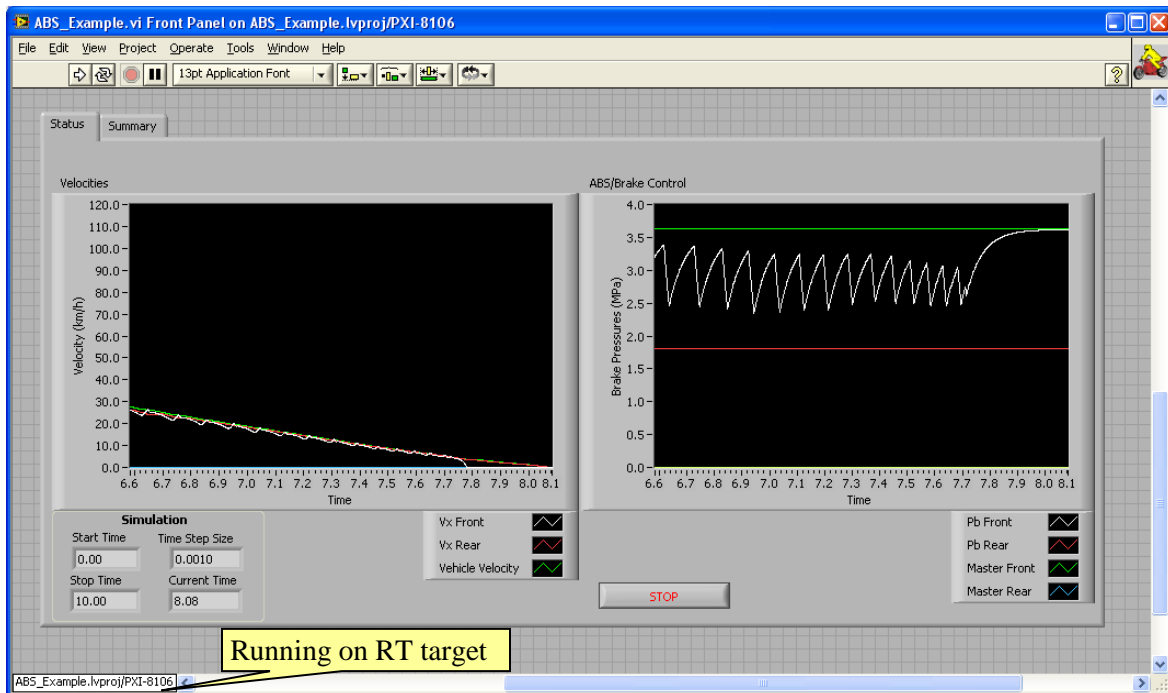 ABS_Example.vi Front Panel on ABS_Example.lvproj/PXI-8106
File Edit View Project Operate Tools Window Help
13pt Application Font
?
Status Summary
Velocities
120.0
110.0
100.0
90.0
80.0
70.0
60.0
50.0
40.0
30.0
20.0
10.0
0.0
Velocity (km/h)
6.6 6.7 6.8 6.9 7.0 7.1 7.2 7.3 7.4 7.5 7.6 7.7 7.8 7.9 8.0 8.1
Time
ABS/Brake Control
4.0
3.5
3.0
2.5
2.0
1.5
1.0
0.5
0.0
Brake Pressures (MPa)
6.6 6.7 6.8 6.9 7.0 7.1 7.2 7.3 7.4 7.5 7.6 7.7 7.8 7.9 8.0 8.1
Time
Simulation
Start Time Time Step Size
0.00 0.0010
Stop Time Current Time
10.00 8.08
Vx Front
Vx Rear
Vehicle Velocity
STOP
Pb Front
Pb Rear
Master Front
Master Rear
Running on RT target
ABS_Example.lvproj/PXI-8106